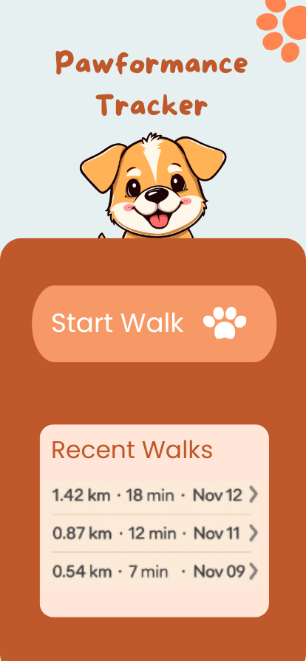 Pawformance
Tracker
Start Walk
Recent Walks
1.42 km · 18 min · Nov 12
0.87 km · 12 min · Nov 11
0.54 km · 7 min · Nov 09